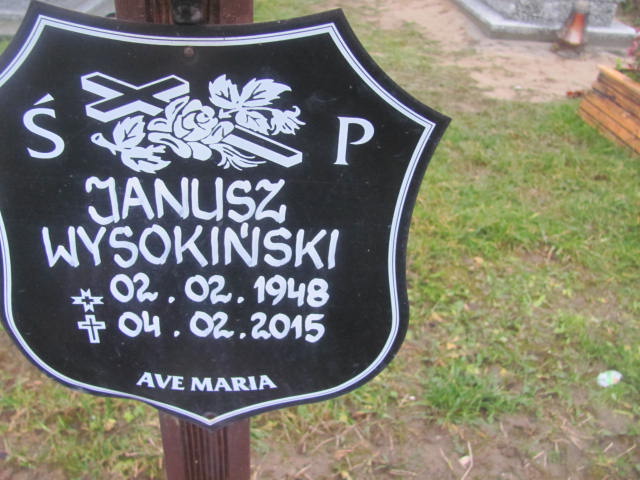 Ś P
JANUSZ
WYSOKIŃSKI
02.02.1948
04.02.2015
AVE MARIA